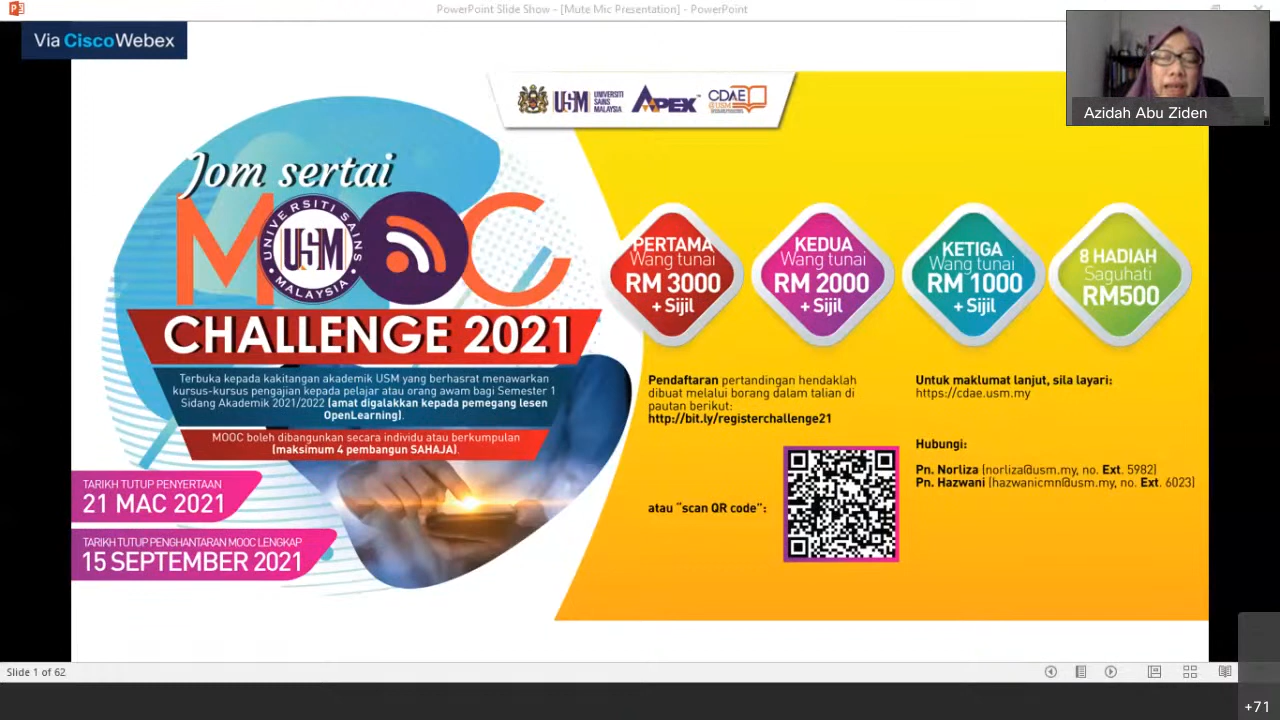 PowerPoint Slide Show - [Mute Mic Presentation] - PowerPoint
Via CiscoWebex
Azidah Abu Ziden
USM UNIVERSITI SAINS MALAYSIA
APEX™
CDAE
@USM
Jom sertai
MOOC
UNIVERSITI SAINS
USM
MALAYSIA
CHALLENGE 2021
Terbuka kepada kakitangan akademik USM yang berhasrat menawarkan
kursus-kursus pengajian kepada pelajar atau orang awam bagi Semester 1
Sidang Akademik 2021/2022 (amat digalakkan kepada pemegang lesen
OpenLearning).
MOOC boleh dibangunkan secara individu atau berkumpulan
(maksimum 4 pembangun SAHAJA).
TARIKH TUTUP PENYERTAAN
21 MAC 2021
TARIKH TUTUP PENGHANTARAN MOOC LENGKAP
15 SEPTEMBER 2021
PERTAMA
Wang tunai
RM 3000
+ Sijil
KEDUA
Wang tunai
RM 2000
+ Sijil
KETIGA
Wang tunai
RM 1000
+ Sijil
8 HADIAH
Saguhati
RM500
Pendaftaran pertandingan hendaklah
dibuat melalui borang dalam talian di
pautan berikut:
http://bit.ly/registerchallenge21
atau "scan QR code":
Untuk maklumat lanjut, sila layari:
https://cdae.usm.my
Hubungi:
Pn. Norliza (norliza@usm.my, no. Ext. 5982)
Pn. Hazwani (hazwanicmn@usm.my, no. Ext. 6023)
Slide 1 of 62
+71